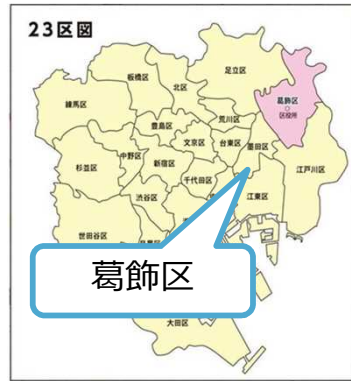 23区図
足立区
板橋区
北区
葛飾区
区役所
練馬区
荒川区
豊島区
文京区
台東区
墨田区
中野区
杉並区
新宿区
江戸川区
千代田区
渋谷区
江東区
世田谷区
葛飾区
大田区